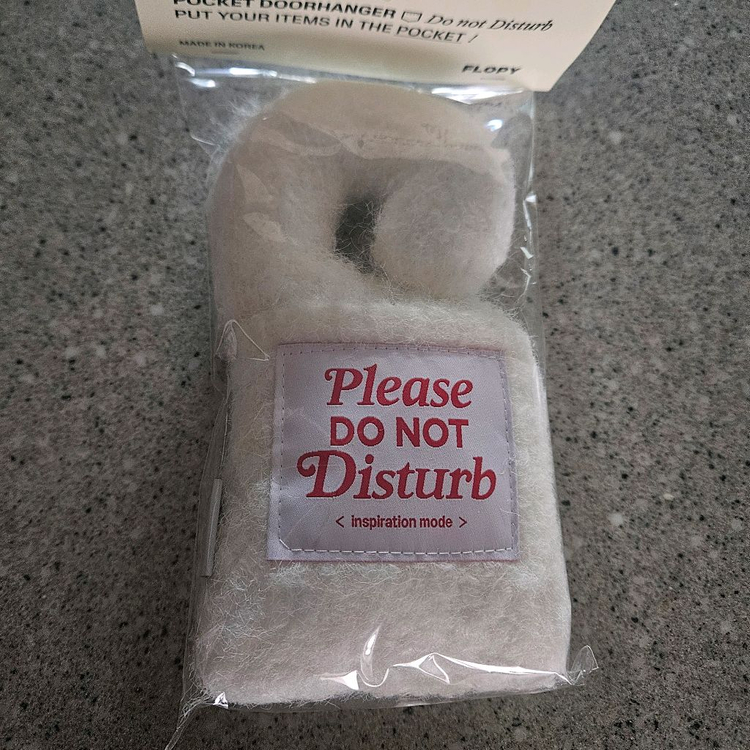 POCKET DOORHANGER Do not Disturb
PUT YOUR ITEMS IN THE POCKET !
MADE IN KOREA
FLOPY
Please
DO NOT
Disturb
< inspiration mode >